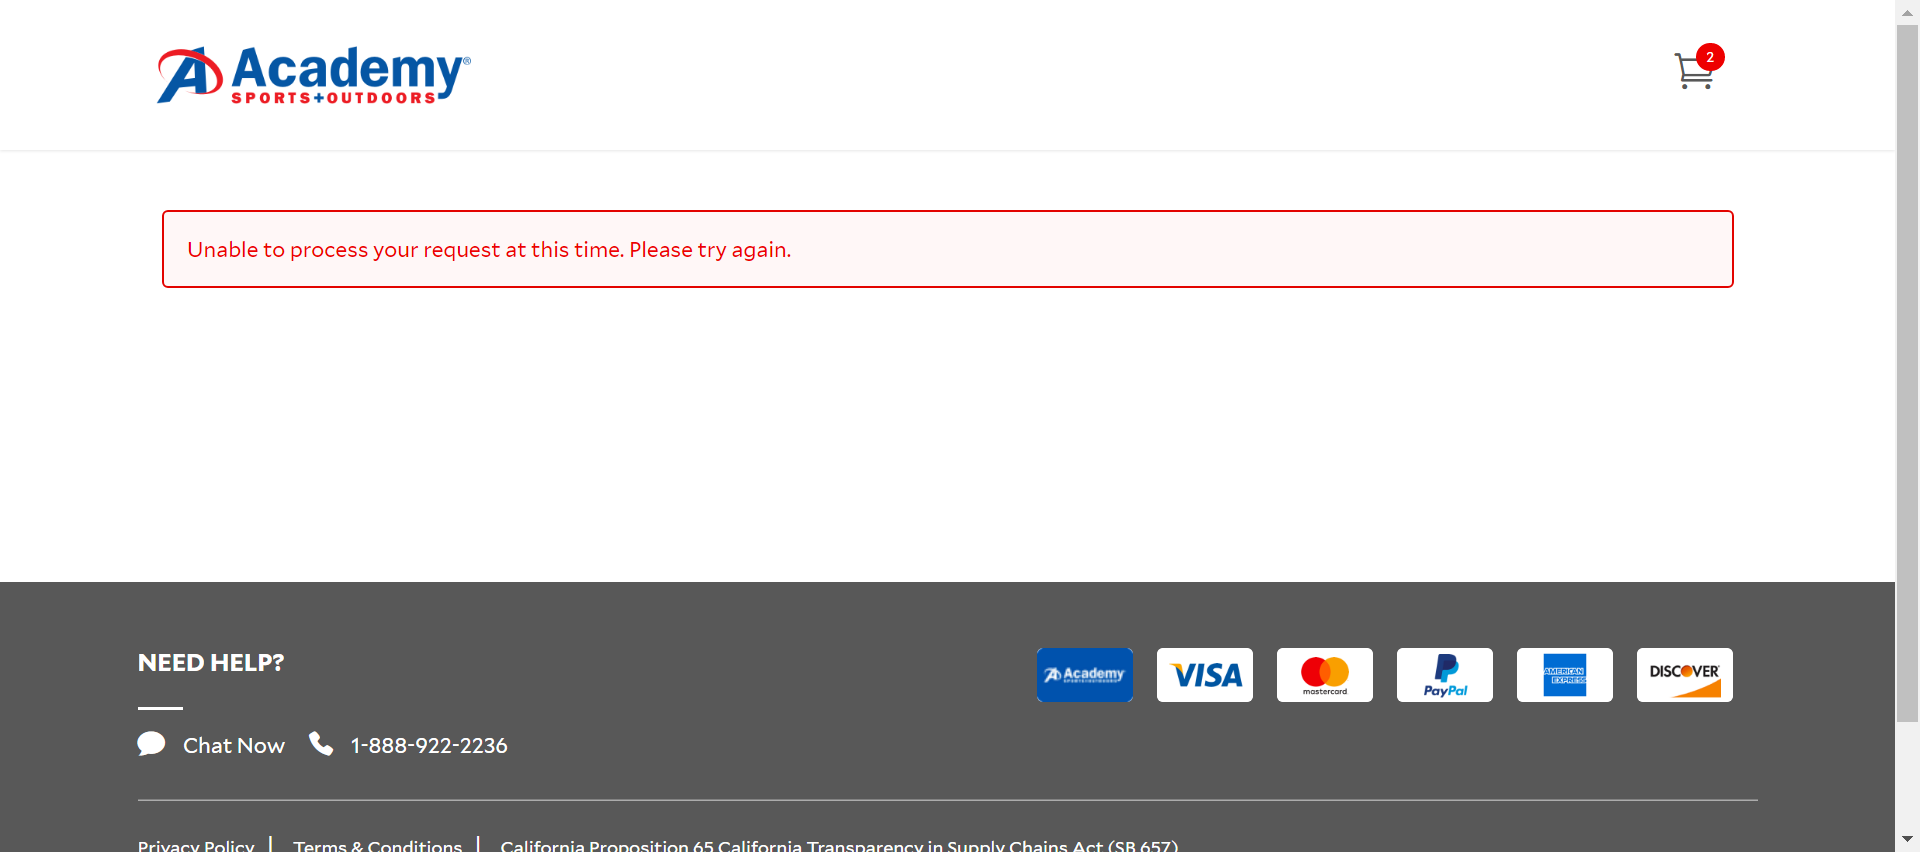 Academy®
SPORTS+OUTDOORS
2
Unable to process your request at this time. Please try again.
NEED HELP?
Academy
SPORTS+OUTDOORS
VISA
mastercard
PayPal
AMERICAN
EXPRESS
DISCOVER
Chat Now
1-888-922-2236
Privacy Policy
Terms & Conditions
California Proposition 65 California Transparency in Supply Chains Act (SB 657)